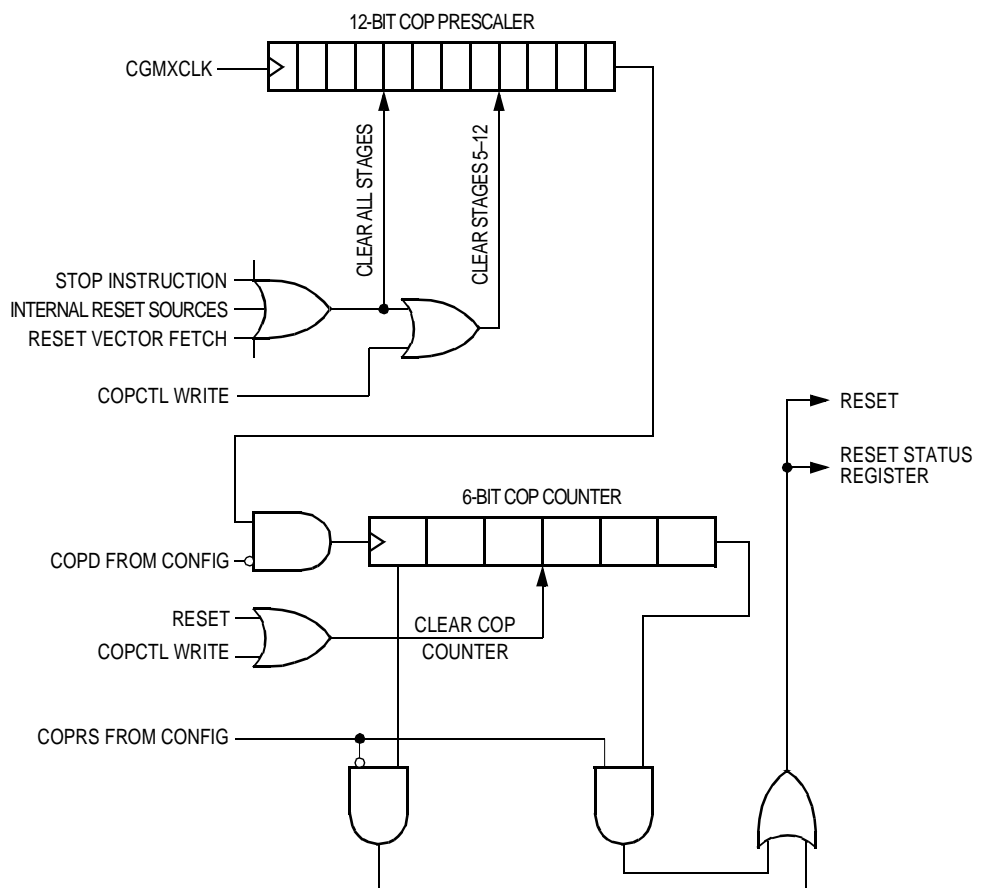 12-BIT COP PRESCALER
CGMXCLK
CLEAR ALL STAGES
CLEAR STAGES 5–12
STOP INSTRUCTION
INTERNAL RESET SOURCES
RESET VECTOR FETCH
COPCTL WRITE
RESET
RESET STATUS
REGISTER
6-BIT COP COUNTER
COPD FROM CONFIG
RESET
COPCTL WRITE
CLEAR COP
COUNTER
COPRS FROM CONFIG